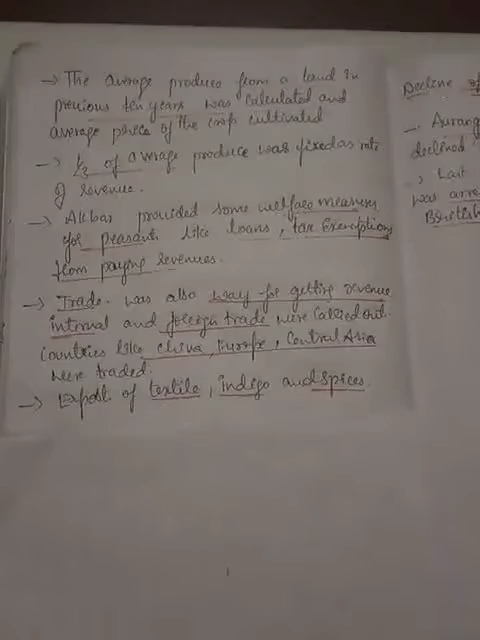 → The average produce from a land in
previous ten years was calculated and
average price of the crop cultivated
→ 1/3 of average produce was fixed as rate
of revenue.
→ Akbar provided some welfare measures
for peasants like loans, tax Exemptions
from paying revenues.
→ Trade was also way for getting revenue
internal and foreign trade were carried out
Countries like China, Europe, Central Asia
were traded.
→ Export of textile, indigo and spices.
Decline of
→ Aurang
declined
→ Last
was arre
British